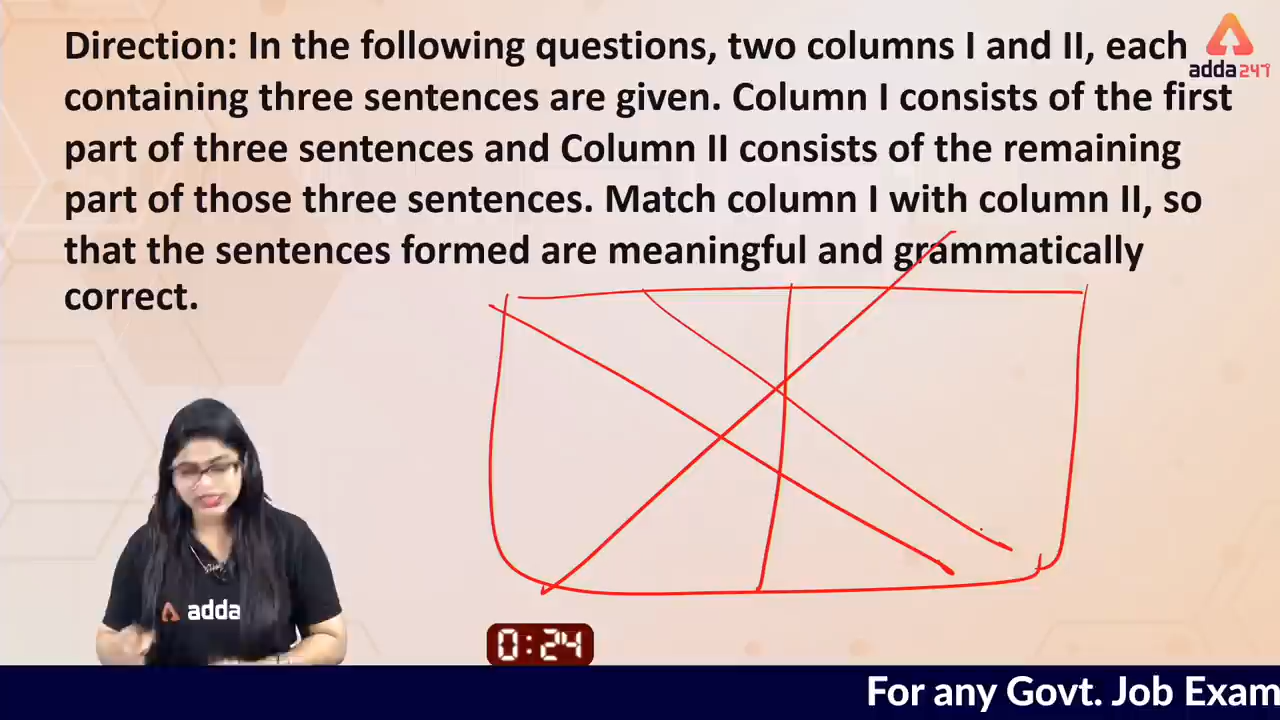 Direction: In the following questions, two columns I and II, each
containing three sentences are given. Column I consists of the first
part of three sentences and Column II consists of the remaining
part of those three sentences. Match column I with column II, so
that the sentences formed are meaningful and grammatically
correct.
adda247
adda
0:24
For any Govt. Job Exam